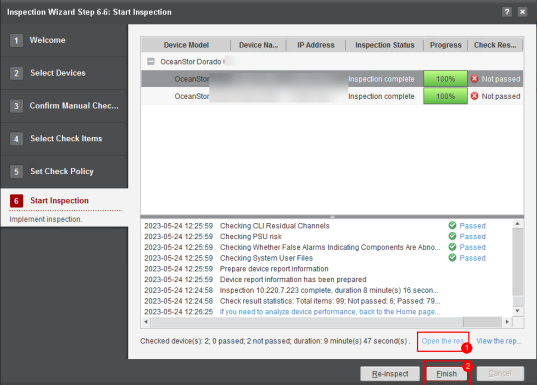 Inspection Wizard Step 6-6: Start Inspection
? ×
1 Welcome
2 Select Devices
3 Confirm Manual Chec...
4 Select Check Items
5 Set Check Policy
6 Start Inspection
Implement inspection.
Device Model Device Na... IP Address Inspection Status Progress Check Res...
OceanStor Dorado
OceanStor Inspection complete 100% Not passed
OceanStor Inspection complete 100% Not passed
2023-05-24 12:25:59 Checking CLI Residual Channels Passed
2023-05-24 12:25:59 Checking PSU risk Passed
2023-05-24 12:25:59 Checking Whether False Alarms Indicating Components Are Abno... Passed
2023-05-24 12:25:59 Checking System User Files Passed
2023-05-24 12:25:59 Prepare device report information
2023-05-24 12:25:59 Device report information has been prepared
2023-05-24 12:24:58 Inspection 10.220.7.223 complete, duration 8 minute(s) 16 secon...
2023-05-24 12:24:58 Check result statistics: Total items: 99; Not passed: 6; Passed: 79...
2023-05-24 12:26:25 If you need to analyze device performance, back to the Home page...
Checked device(s): 2; 0 passed; 2 not passed; duration: 9 minute(s) 47 second(s). Open the res 1 View the rep...
2
Re-inspect Finish Cancel